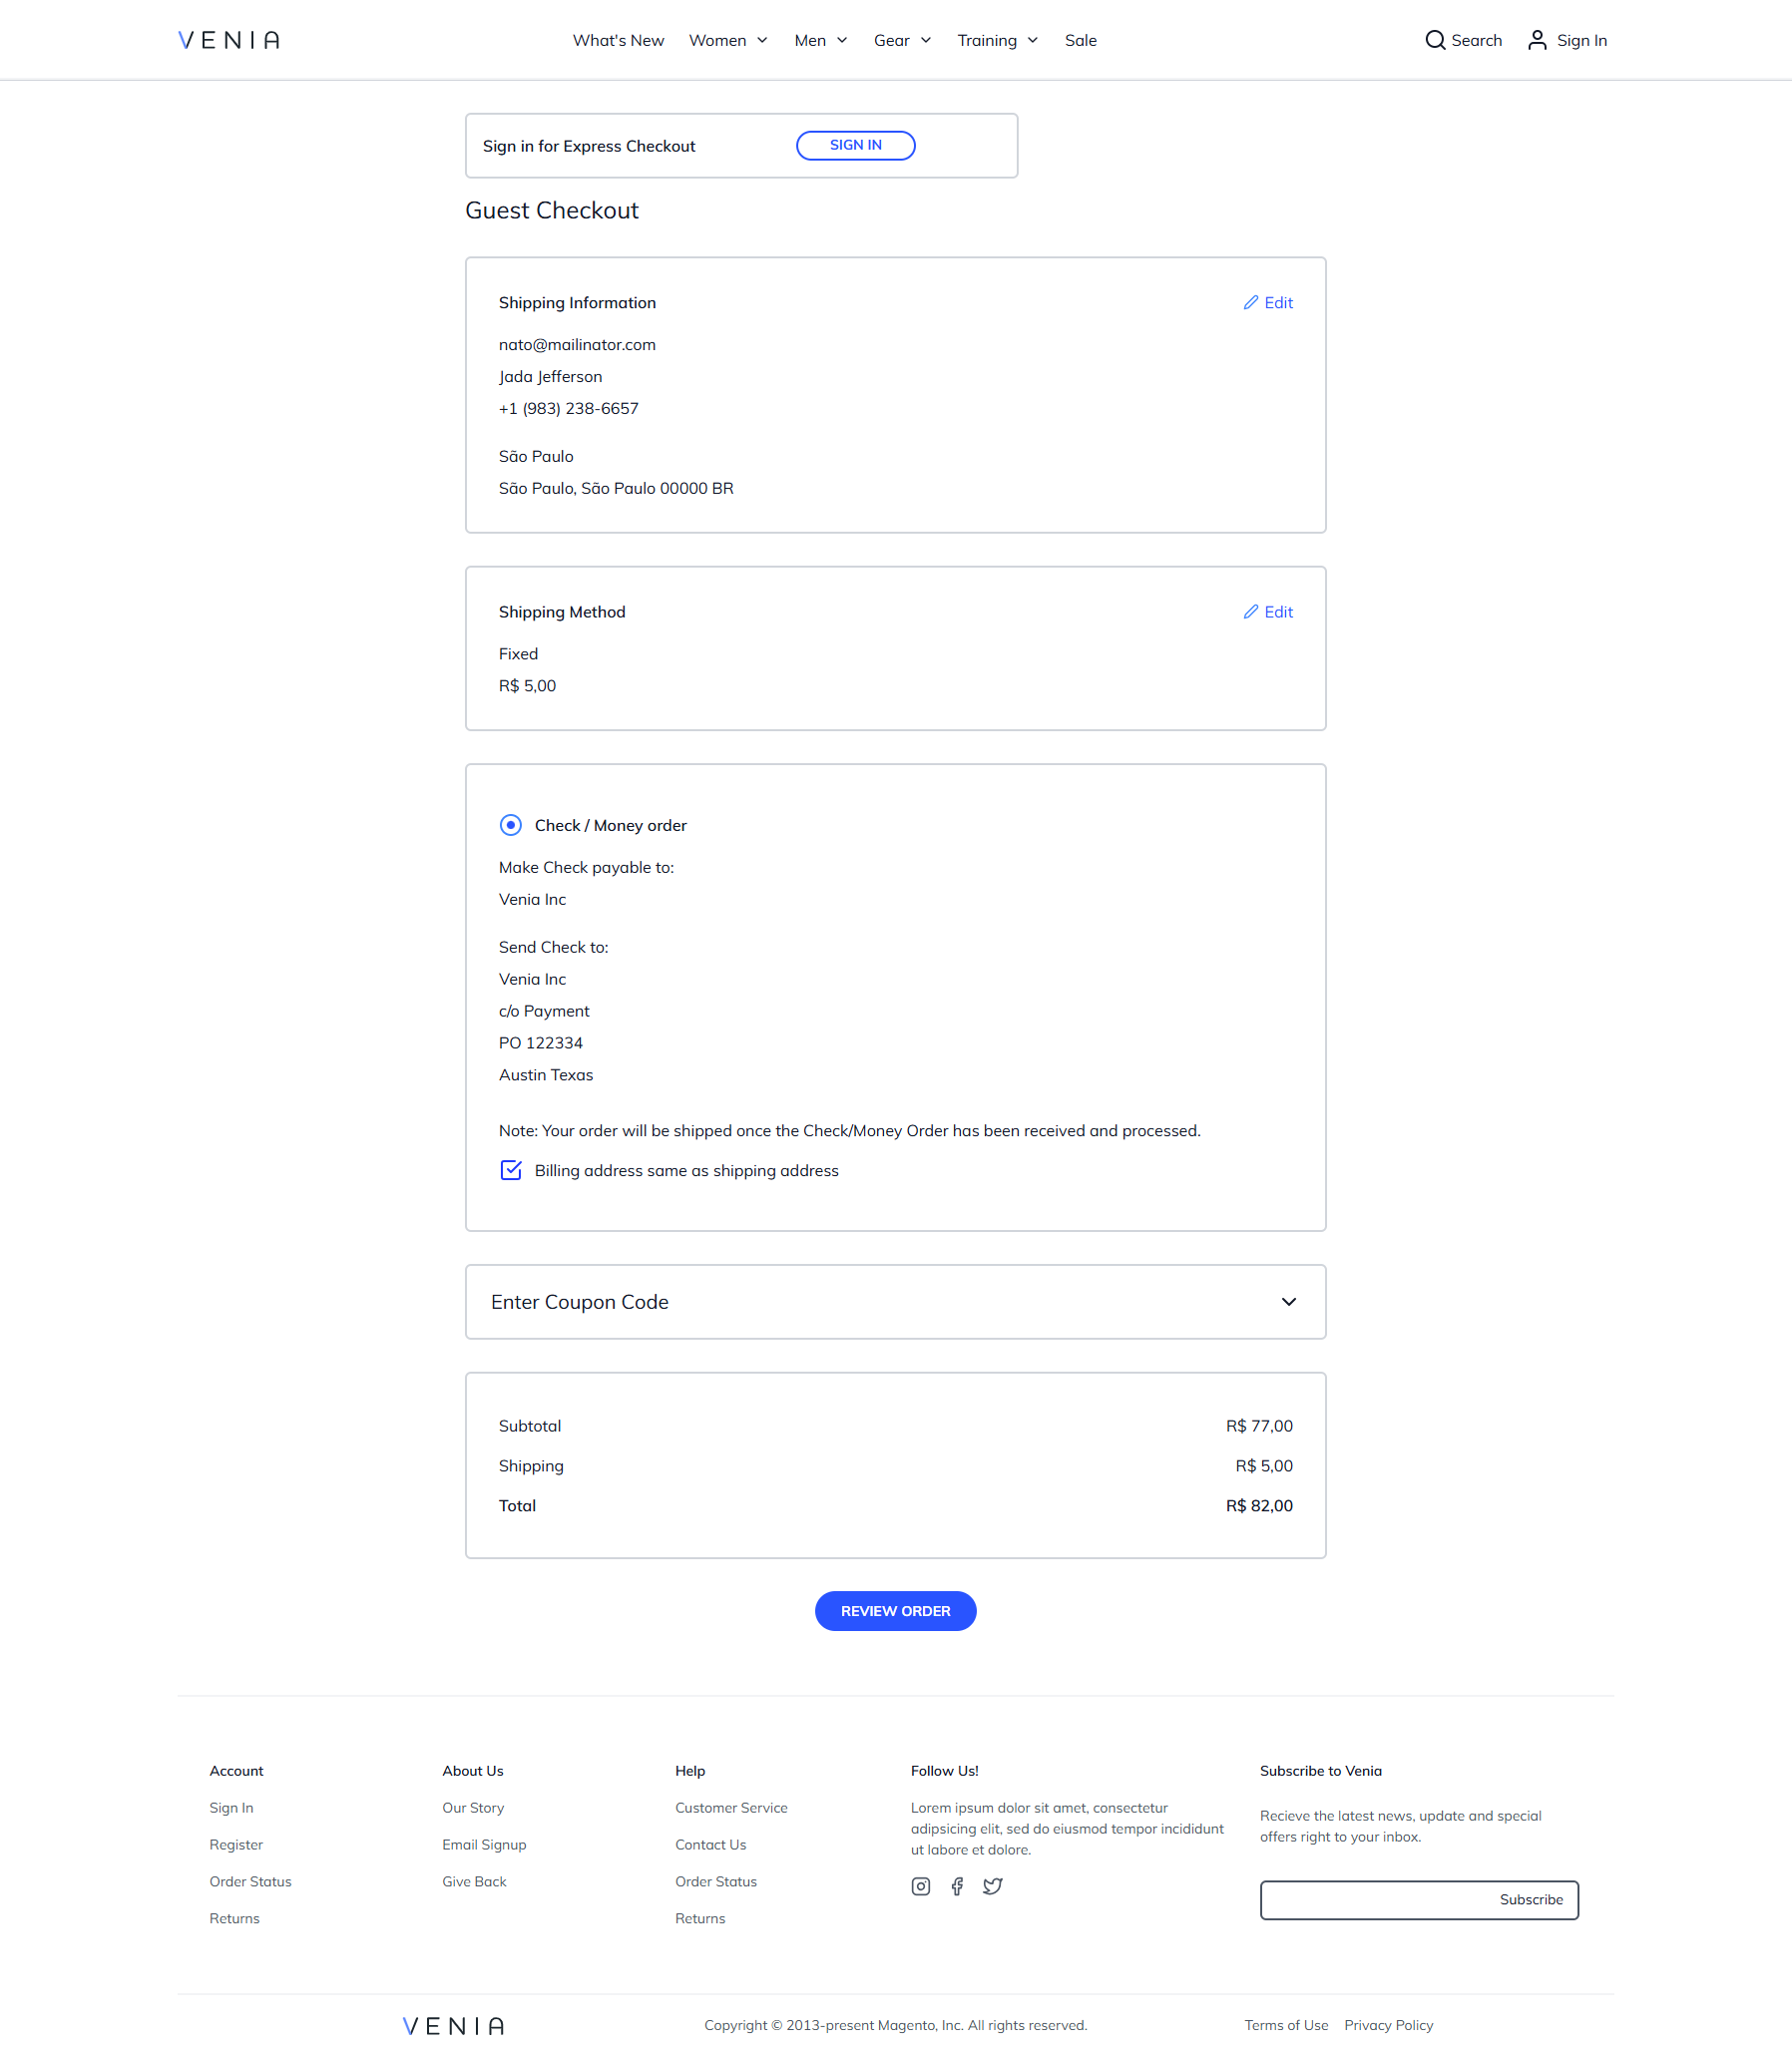 VENIA
What's New Women Men Gear Training Sale
Search Sign In
Sign in for Express Checkout SIGN IN
Guest Checkout
Shipping Information Edit
nato@mailinator.com
Jada Jefferson
+1 (983) 238-6657
São Paulo
São Paulo, São Paulo 00000 BR
Shipping Method Edit
Fixed
R$ 5,00
Check / Money order
Make Check payable to:
Venia Inc
Send Check to:
Venia Inc
c/o Payment
PO 122334
Austin Texas
Note: Your order will be shipped once the Check/Money Order has been received and processed.
Billing address same as shipping address
Enter Coupon Code
Subtotal R$ 77,00
Shipping R$ 5,00
Total R$ 82,00
REVIEW ORDER
Account
Sign In
Register
Order Status
Returns
About Us
Our Story
Email Signup
Give Back
Help
Customer Service
Contact Us
Order Status
Returns
Follow Us!
Lorem ipsum dolor sit amet, consectetur
adipsicing elit, sed do eiusmod tempor incididunt
ut labore et dolore.
Subscribe to Venia
Recieve the latest news, update and special
offers right to your inbox.
Subscribe
VENIA
Copyright © 2013-present Magento, Inc. All rights reserved.
Terms of Use Privacy Policy